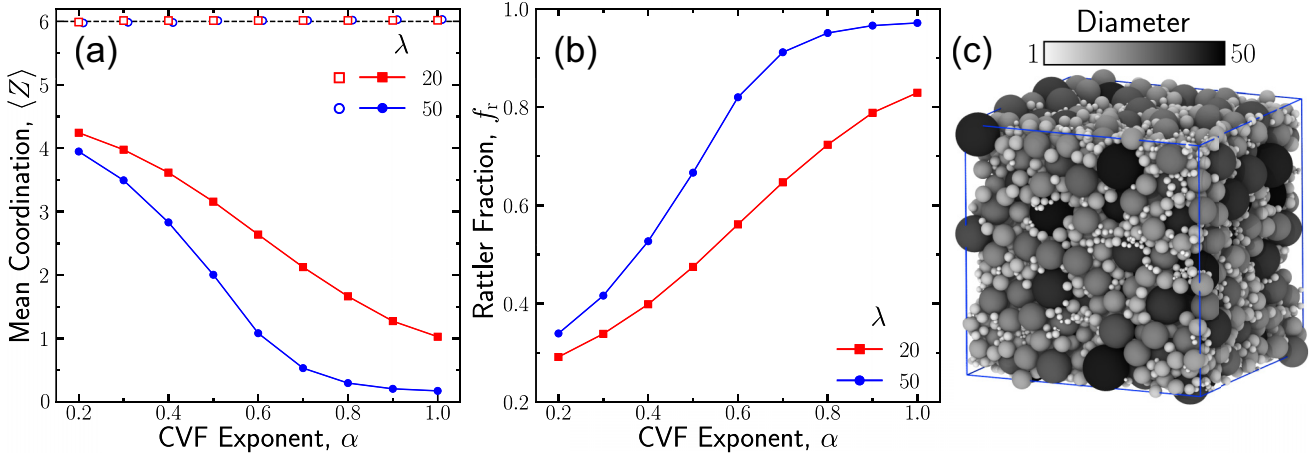 (a)
Mean Coordination, ⟨Z⟩
6
5
4
3
2
1
0
λ
20
50
0.2 0.4 0.6 0.8 1.0
CVF Exponent, α
(b)
Rattler Fraction, fr
1.0
0.8
0.6
0.4
0.2
λ
20
50
0.2 0.4 0.6 0.8 1.0
CVF Exponent, α
(c)
Diameter
1 50